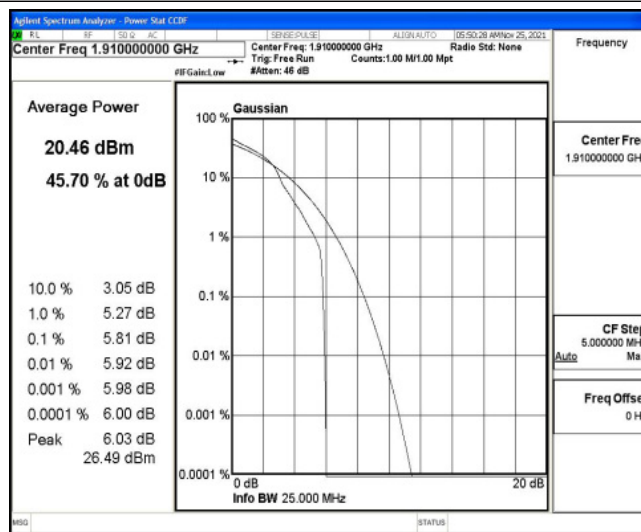 Agilent Spectrum Analyzer - Power Stat CCDF
RL RF 50 Ω AC SENSE:PULSE ALIGN AUTO 05:50:28 AM Nov 25, 2021
Center Freq 1.910000000 GHz
Center Freq: 1.910000000 GHz Radio Std: None
Trig: Free Run Counts:1.00 M/1.00 Mpt
#IFGain:Low #Atten: 46 dB
Frequency
Average Power
20.46 dBm
45.70 % at 0dB
10.0 % 3.05 dB
1.0 % 5.27 dB
0.1 % 5.81 dB
0.01 % 5.92 dB
0.001 % 5.98 dB
0.0001 % 6.00 dB
Peak 6.03 dB
26.49 dBm
Gaussian
100 %
10 %
1 %
0.1 %
0.01 %
0.001 %
0.0001 %
0 dB 20 dB
Info BW 25.000 MHz
Center Fre
1.910000000 GH
CF Step
5.000000 MH
Auto Ma
Freq Offse
0 H
MSG STATUS